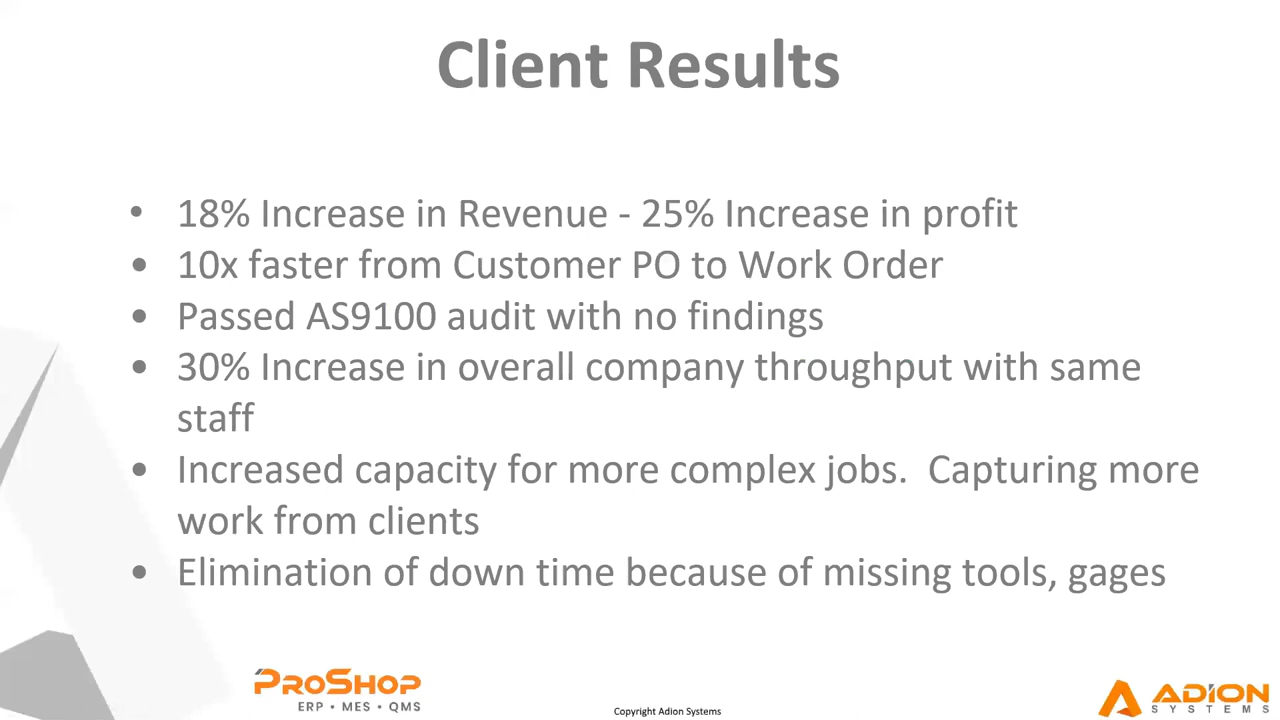 Client Results
• 18% Increase in Revenue - 25% Increase in profit
• 10x faster from Customer PO to Work Order
• Passed AS9100 audit with no findings
• 30% Increase in overall company throughput with same
staff
• Increased capacity for more complex jobs.  Capturing more
work from clients
• Elimination of down time because of missing tools, gages
PROSHOP
ERP • MES • QMS
Copyright Adion Systems
ADION
SYSTEMS